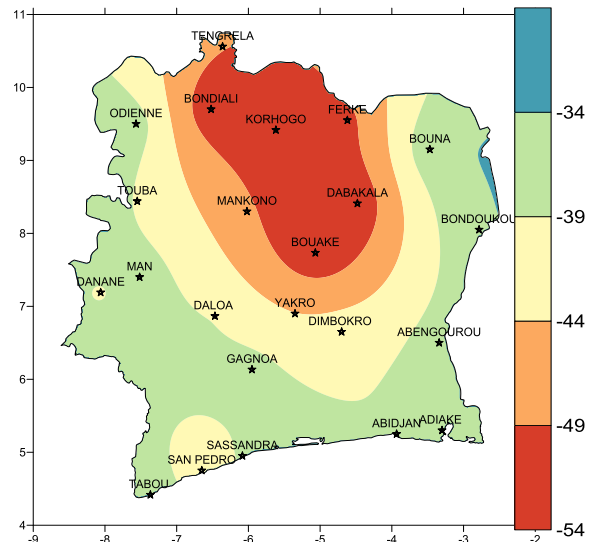 11
TENGRELA
10
BONDIALI
ODIENNE
KORHOGO
FERKE
-34
BOUNA
9
TOUBA
MANKONO
DABAKALA
BONDOUKOU
-39
8
BOUAKE
MAN
DANANE
7
DALOA
YAKRO
DIMBOKRO
ABENGOUROU
-44
GAGNOA
6
ABIDJAN
ADIAKE
-49
5
SASSANDRA
SAN PEDRO
TABOU
4
-54
-9 -8 -7 -6 -5 -4 -3 -2